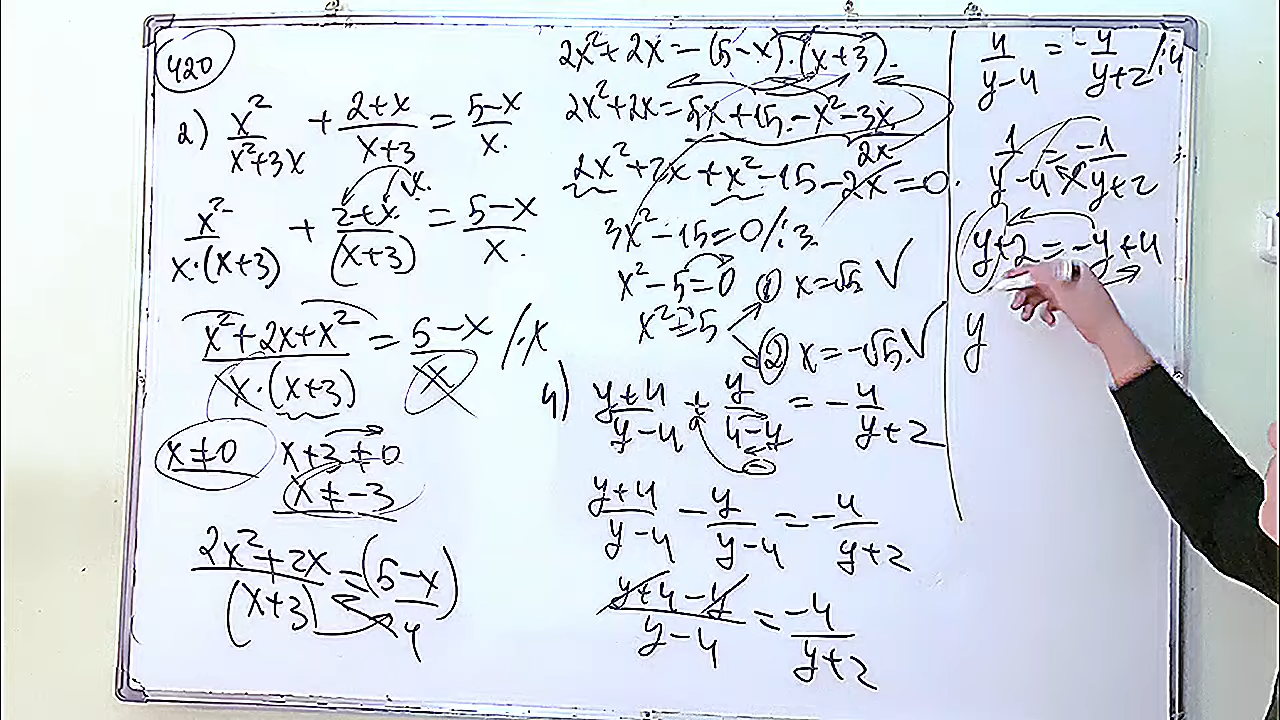 420
2) x²/(x²+3x) + (2+x)/(x+3) = (5-x)/x.
x²/(x·(x+3)) + (2+x)/(x+3) = (5-x)/x.
(x²+2x+x²)/(x·(x+3)) = (5-x)/x /·x
x≠0 x+3≠0
x≠-3
(2x²+2x)/(x+3) = (5-x)/1
2x²+2x=(5-x)·(x+3).
2x²+2x=5x+15-x²-3x
2x
2x²+2x+x²-15-2x=0.
3x²-15=0/:3.
x²-5=0
x²=5
① x=√5 √
② x=-√5. √
4) (y+4)/(y-4) + y/(4-y) = -4/(y+2)
(y+4)/(y-4) - y/(y-4) = -4/(y+2)
(y+4-y)/(y-4) = -4/(y+2)
4/(y-4) = -4/(y+2) /:4
1/(y-4) = -1/(y+2)
y+2=-y+4
y